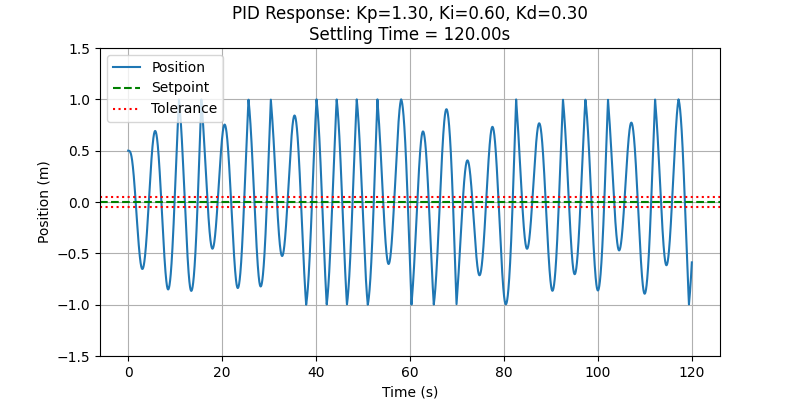 PID Response: Kp=1.30, Ki=0.60, Kd=0.30
Settling Time = 120.00s
Position
Setpoint
Tolerance
1.5
1.0
0.5
0.0
−0.5
−1.0
−1.5
Position (m)
0
20
40
60
80
100
120
Time (s)